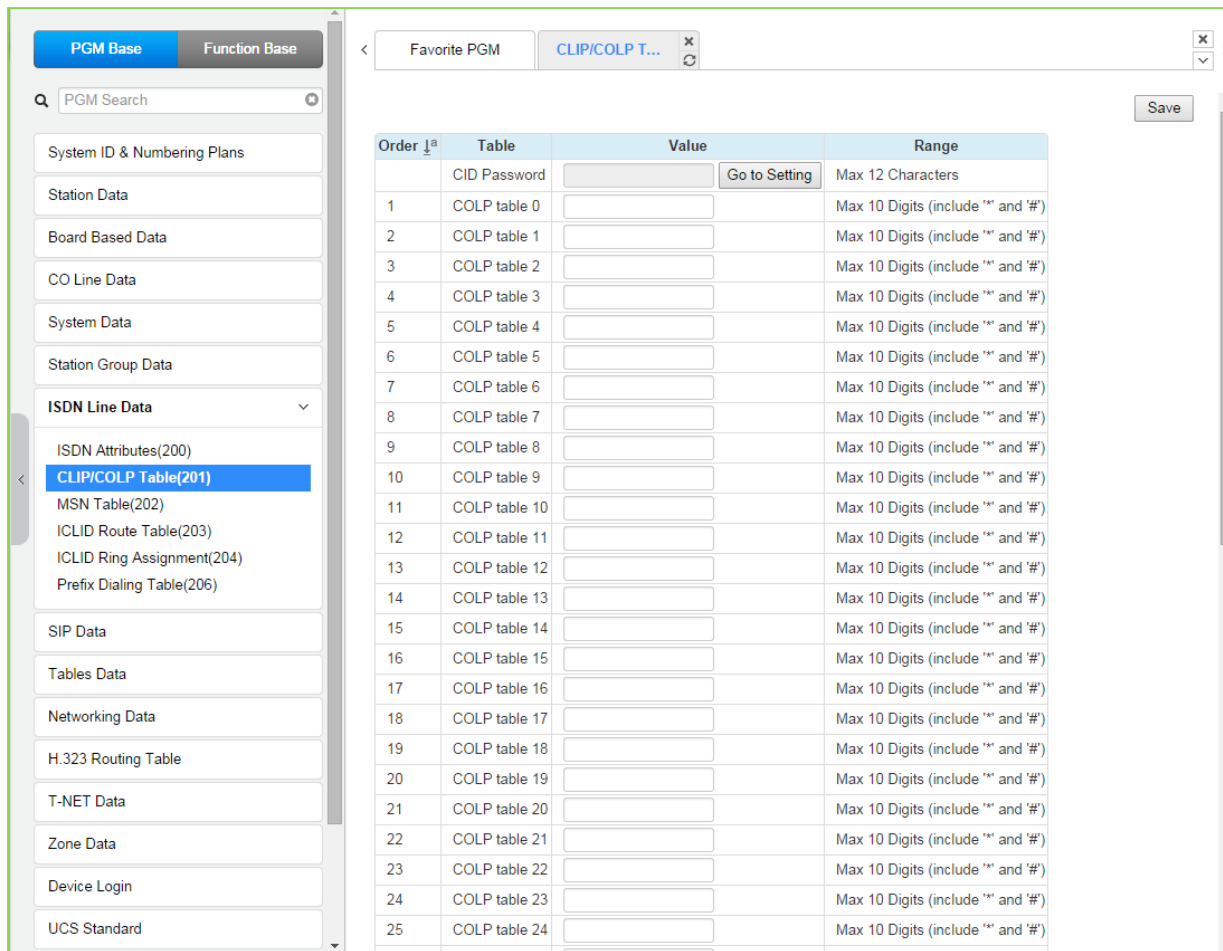 PGM Base Function Base
PGM Search
System ID & Numbering Plans
Station Data
Board Based Data
CO Line Data
System Data
Station Group Data
ISDN Line Data
ISDN Attributes(200)
CLIP/COLP Table(201)
MSN Table(202)
ICLID Route Table(203)
ICLID Ring Assignment(204)
Prefix Dialing Table(206)
SIP Data
Tables Data
Networking Data
H.323 Routing Table
T-NET Data
Zone Data
Device Login
UCS Standard
Favorite PGM CLIP/COLP T...
Save
Order Table Value Range
CID Password Go to Setting Max 12 Characters
1 COLP table 0 Max 10 Digits (include '*' and '#')
2 COLP table 1 Max 10 Digits (include '*' and '#')
3 COLP table 2 Max 10 Digits (include '*' and '#')
4 COLP table 3 Max 10 Digits (include '*' and '#')
5 COLP table 4 Max 10 Digits (include '*' and '#')
6 COLP table 5 Max 10 Digits (include '*' and '#')
7 COLP table 6 Max 10 Digits (include '*' and '#')
8 COLP table 7 Max 10 Digits (include '*' and '#')
9 COLP table 8 Max 10 Digits (include '*' and '#')
10 COLP table 9 Max 10 Digits (include '*' and '#')
11 COLP table 10 Max 10 Digits (include '*' and '#')
12 COLP table 11 Max 10 Digits (include '*' and '#')
13 COLP table 12 Max 10 Digits (include '*' and '#')
14 COLP table 13 Max 10 Digits (include '*' and '#')
15 COLP table 14 Max 10 Digits (include '*' and '#')
16 COLP table 15 Max 10 Digits (include '*' and '#')
17 COLP table 16 Max 10 Digits (include '*' and '#')
18 COLP table 17 Max 10 Digits (include '*' and '#')
19 COLP table 18 Max 10 Digits (include '*' and '#')
20 COLP table 19 Max 10 Digits (include '*' and '#')
21 COLP table 20 Max 10 Digits (include '*' and '#')
22 COLP table 21 Max 10 Digits (include '*' and '#')
23 COLP table 22 Max 10 Digits (include '*' and '#')
24 COLP table 23 Max 10 Digits (include '*' and '#')
25 COLP table 24 Max 10 Digits (include '*' and '#')